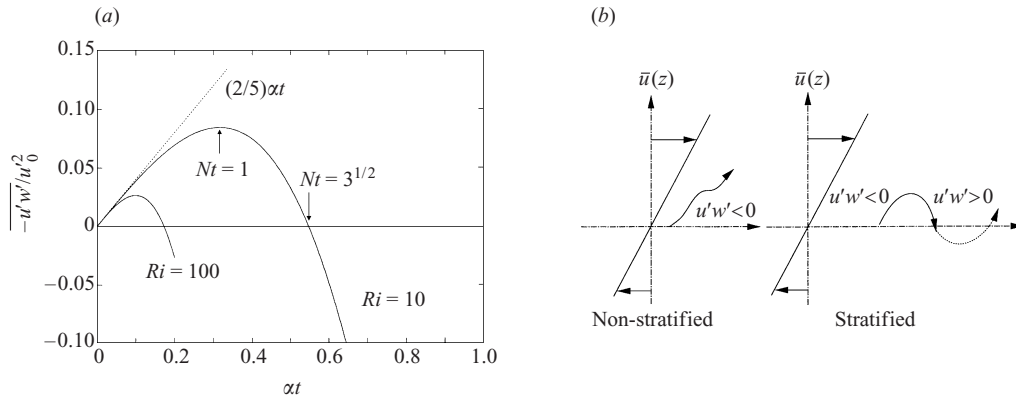 (a)
0.15
0.10
0.05
0
−0.05
−0.10
−u′w′/u′₀²
(2/5)αt
Nt = 1
Nt = 3^1/2
Ri = 100
Ri = 10
0 0.2 0.4 0.6 0.8 1.0
αt
(b)
ū(z) ū(z)
u′w′<0 u′w′<0 u′w′>0
Non-stratified Stratified